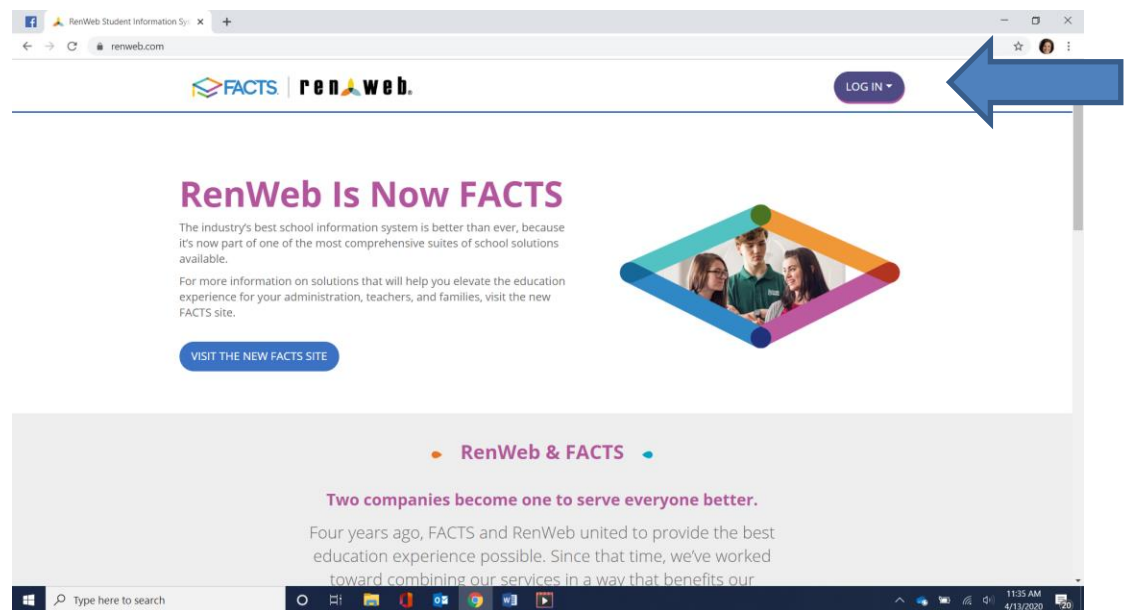 RenWeb Student Information Sys
renweb.com
FACTS renweb.
LOG IN
RenWeb Is Now FACTS
The industry's best school information system is better than ever, because
it's now part of one of the most comprehensive suites of school solutions
available.
For more information on solutions that will help you elevate the education
experience for your administration, teachers, and families, visit the new
FACTS site.
VISIT THE NEW FACTS SITE
RenWeb & FACTS
Two companies become one to serve everyone better.
Four years ago, FACTS and RenWeb united to provide the best
education experience possible. Since that time, we've worked
toward combining our services in a way that benefits our
Type here to search
11:35 AM
4/13/2020
20